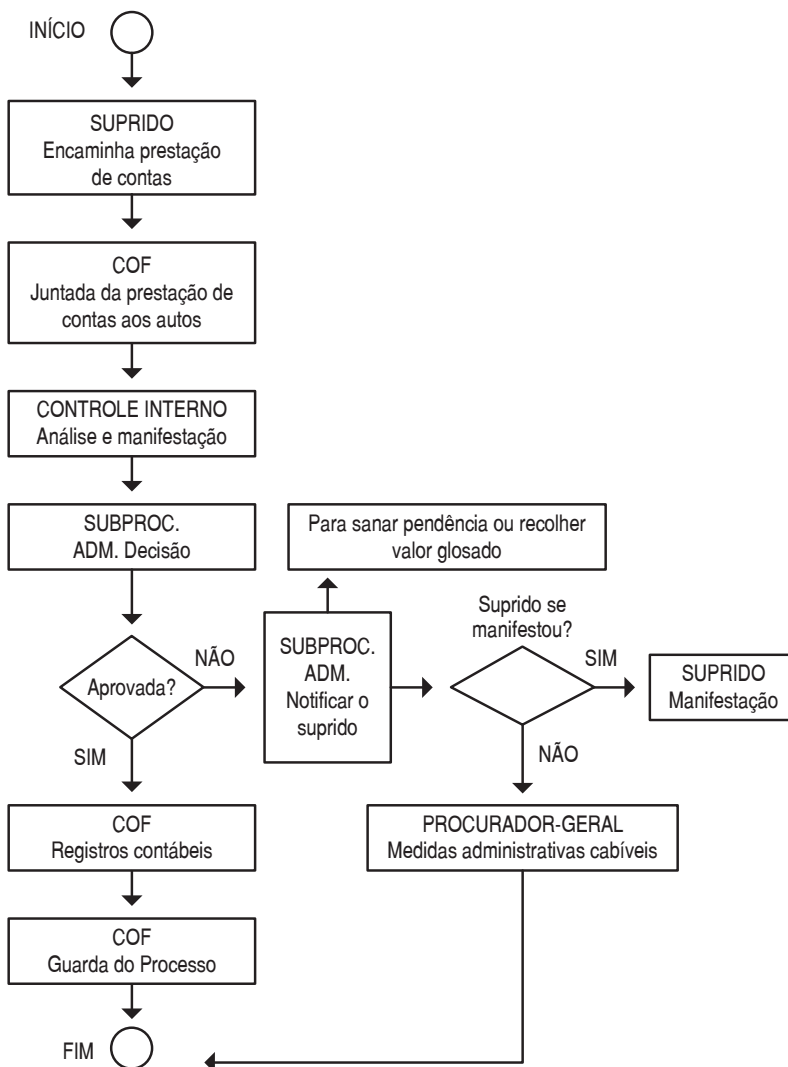 INÍCIO
SUPRIDO
Encaminha prestação
de contas
COF
Juntada da prestação de
contas aos autos
CONTROLE INTERNO
Análise e manifestação
SUBPROC.
ADM. Decisão
Para sanar pendência ou recolher
valor glosado
Aprovada?
NÃO
SIM
SUBPROC.
ADM.
Notificar o
suprido
Suprido se
manifestou?
SIM
NÃO
SUPRIDO
Manifestação
PROCURADOR-GERAL
Medidas administrativas cabíveis
COF
Registros contábeis
COF
Guarda do Processo
FIM